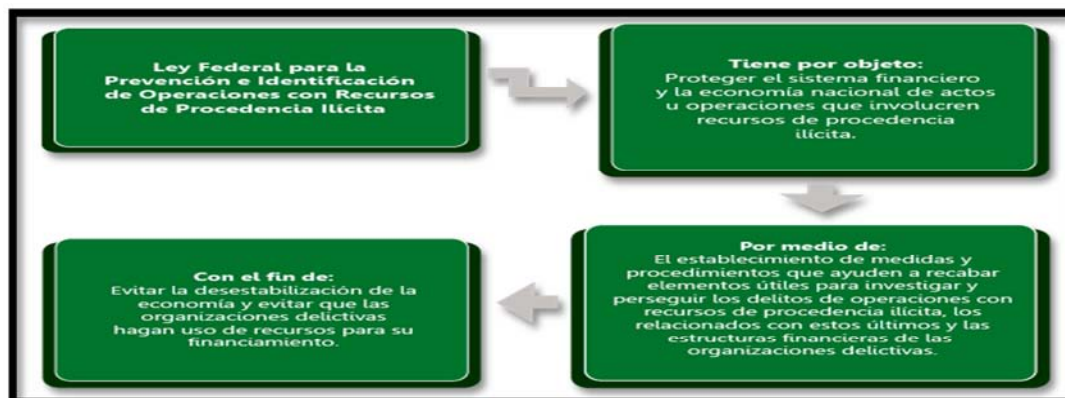 Ley Federal para la
Prevención e Identificación
de Operaciones con Recursos
de Procedencia Ilícita
Tiene por objeto:
Proteger el sistema financiero
y la economía nacional de actos
u operaciones que involucren
recursos de procedencia
ilícita.
Por medio de:
El establecimiento de medidas y
procedimientos que ayuden a recabar
elementos útiles para investigar y
perseguir los delitos de operaciones con
recursos de procedencia ilícita, los
relacionados con estos últimos y las
estructuras financieras de las
organizaciones delictivas.
Con el fin de:
Evitar la desestabilización de la
economía y evitar que las
organizaciones delictivas
hagan uso de recursos para su
financiamiento.